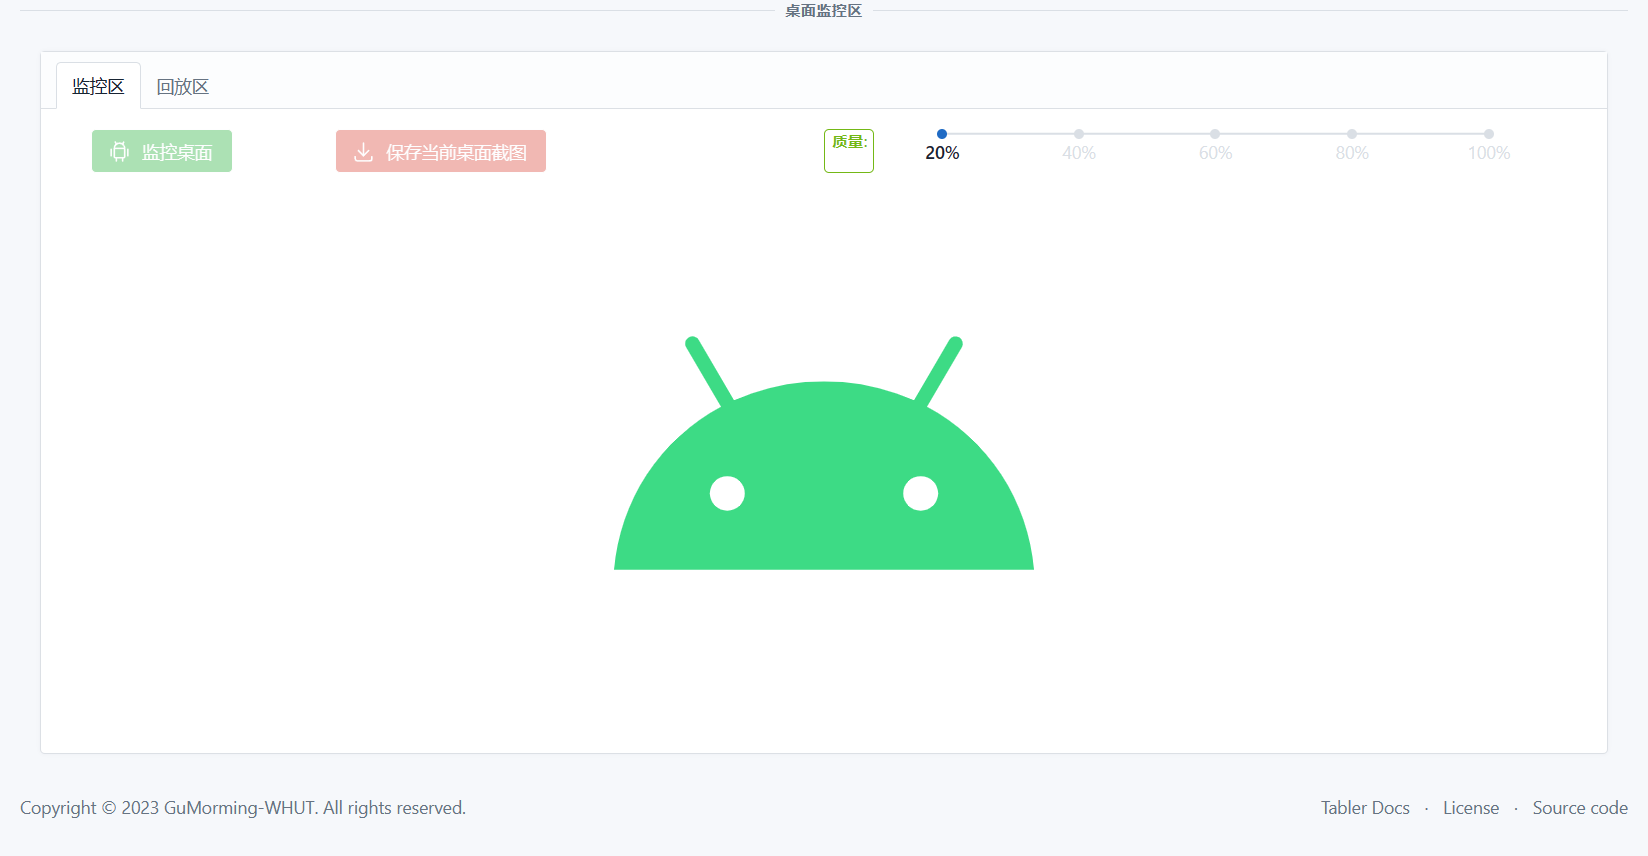 桌面监控区
监控区 回放区
监控桌面 保存当前桌面截图 质量:
20% 40% 60% 80% 100%
Copyright © 2023 GuMorming-WHUT. All rights reserved. Tabler Docs · License · Source code